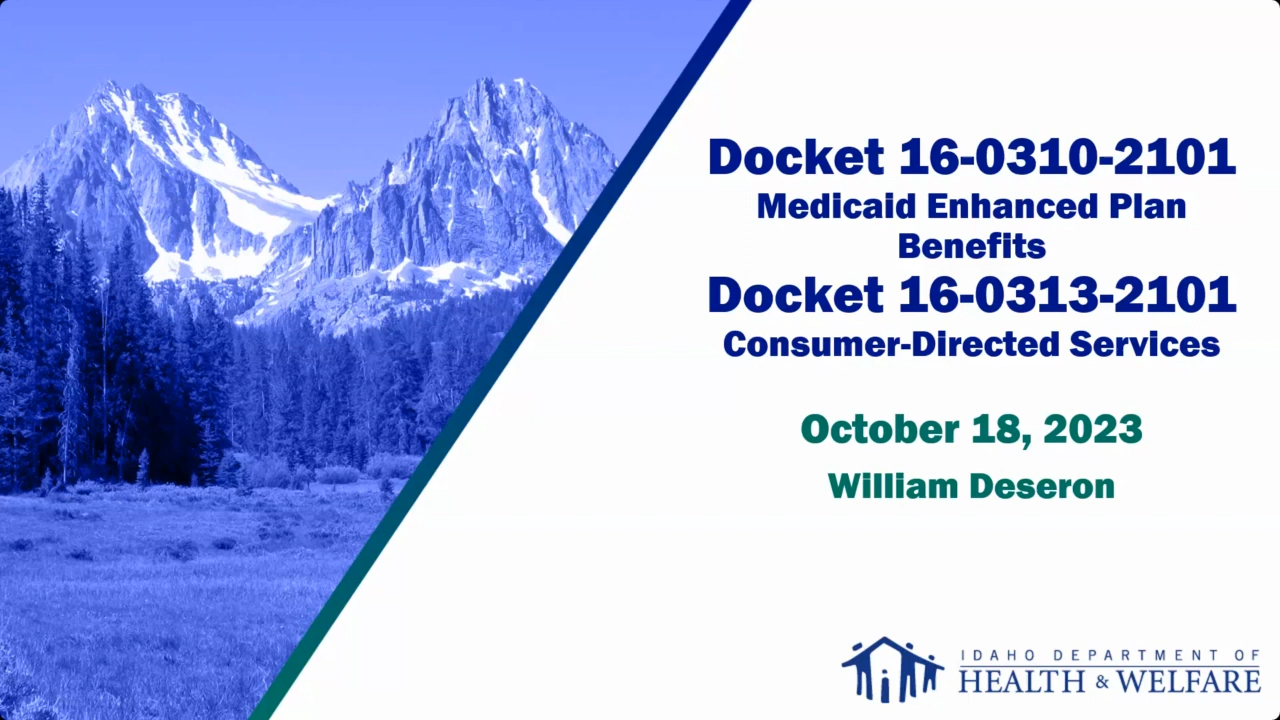 Docket 16-0310-2101
Medicaid Enhanced Plan
Benefits
Docket 16-0313-2101
Consumer-Directed Services
October 18, 2023
William Deseron
IDAHO DEPARTMENT OF
HEALTH & WELFARE